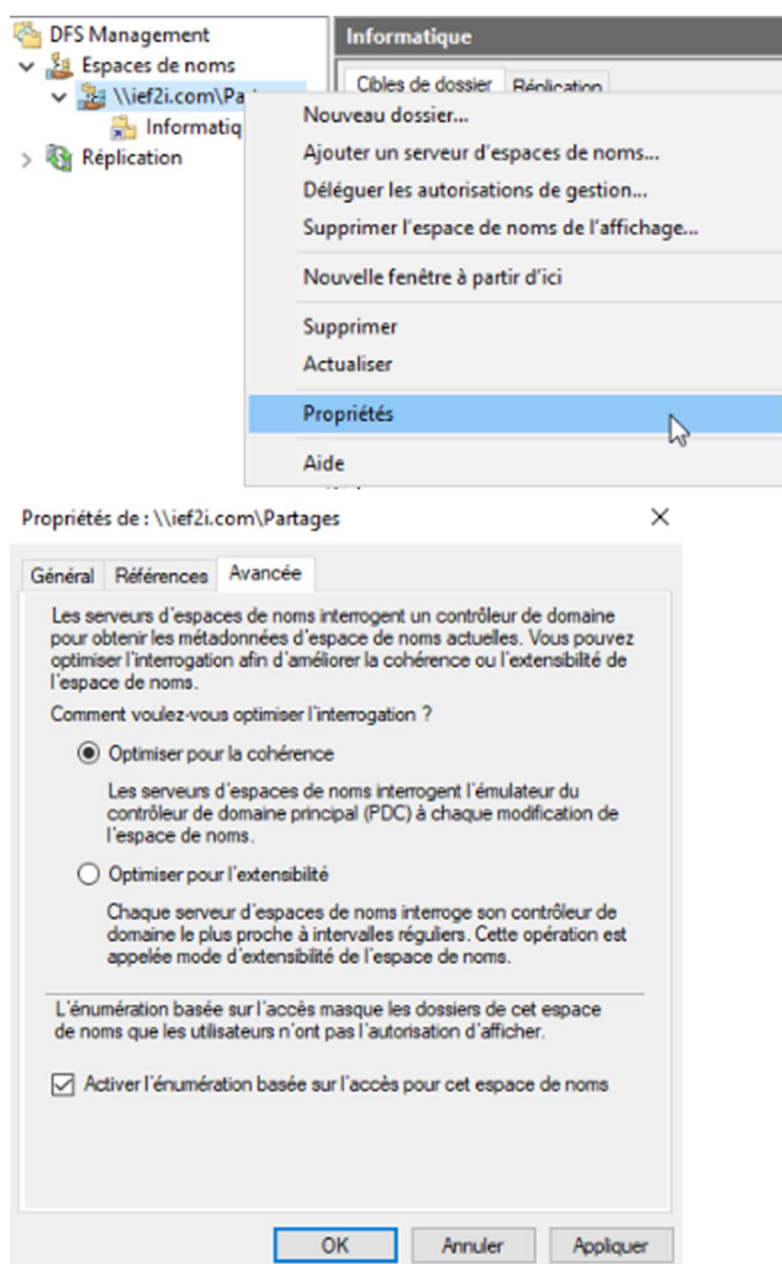 DFS Management
Espaces de noms
\\ief2i.com\Pa
Informatiq
Réplication
Informatique
Cibles de dossier Réplication
Nouveau dossier...
Ajouter un serveur d'espaces de noms...
Déléguer les autorisations de gestion...
Supprimer l'espace de noms de l'affichage...
Nouvelle fenêtre à partir d'ici
Supprimer
Actualiser
Propriétés
Aide
Propriétés de : \\ief2i.com\Partages
Général Références Avancée
Les serveurs d'espaces de noms interrogent un contrôleur de domaine
pour obtenir les métadonnées d'espace de noms actuelles. Vous pouvez
optimiser l'interrogation afin d'améliorer la cohérence ou l'extensibilité de
l'espace de noms.
Comment voulez-vous optimiser l'interrogation ?
Optimiser pour la cohérence
Les serveurs d'espaces de noms interrogent l'émulateur du
contrôleur de domaine principal (PDC) à chaque modification de
l'espace de noms.
Optimiser pour l'extensibilité
Chaque serveur d'espaces de noms interroge son contrôleur de
domaine le plus proche à intervalles réguliers. Cette opération est
appelée mode d'extensibilité de l'espace de noms.
L'énumération basée sur l'accès masque les dossiers de cet espace
de noms que les utilisateurs n'ont pas l'autorisation d'afficher.
Activer l'énumération basée sur l'accès pour cet espace de noms
OK Annuler Appliquer